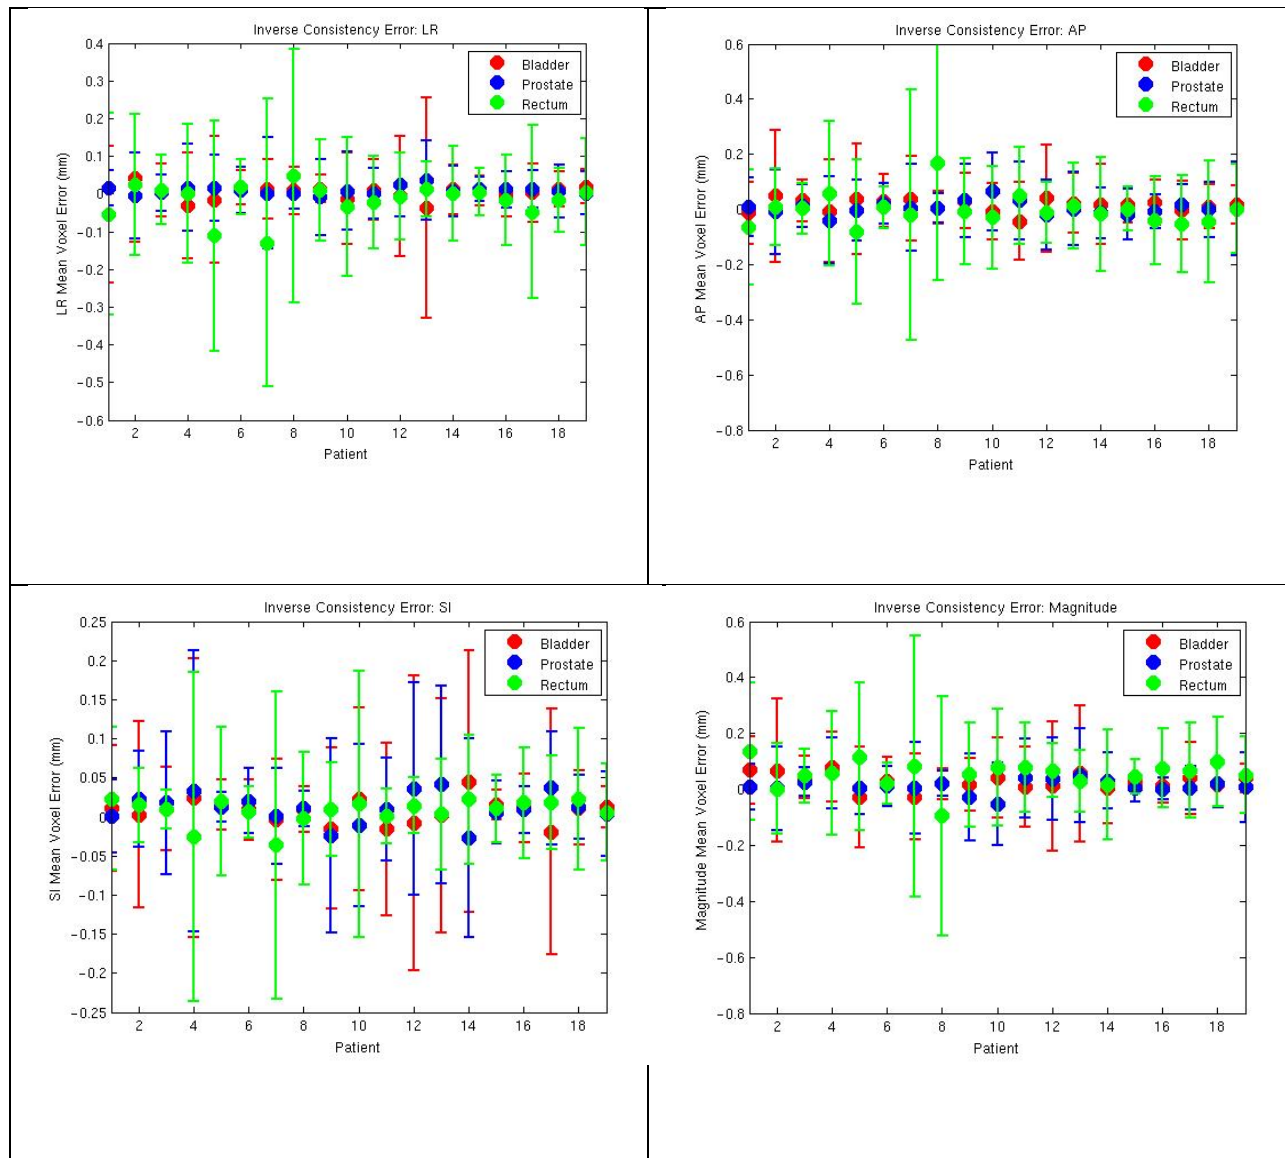 Inverse Consistency Error: LR
Bladder
Prostate
Rectum
LR Mean Voxel Error (mm)
0.4
0.3
0.2
0.1
0
−0.1
−0.2
−0.3
−0.4
−0.5
−0.6
2 4 6 8 10 12 14 16 18
Patient
Inverse Consistency Error: AP
Bladder
Prostate
Rectum
AP Mean Voxel Error (mm)
0.6
0.4
0.2
0
−0.2
−0.4
−0.6
−0.8
2 4 6 8 10 12 14 16 18
Patient
Inverse Consistency Error: SI
Bladder
Prostate
Rectum
SI Mean Voxel Error (mm)
0.25
0.2
0.15
0.1
0.05
0
−0.05
−0.1
−0.15
−0.2
−0.25
2 4 6 8 10 12 14 16 18
Patient
Inverse Consistency Error: Magnitude
Bladder
Prostate
Rectum
Magnitude Mean Voxel Error (mm)
0.6
0.4
0.2
0
−0.2
−0.4
−0.6
−0.8
2 4 6 8 10 12 14 16 18
Patient